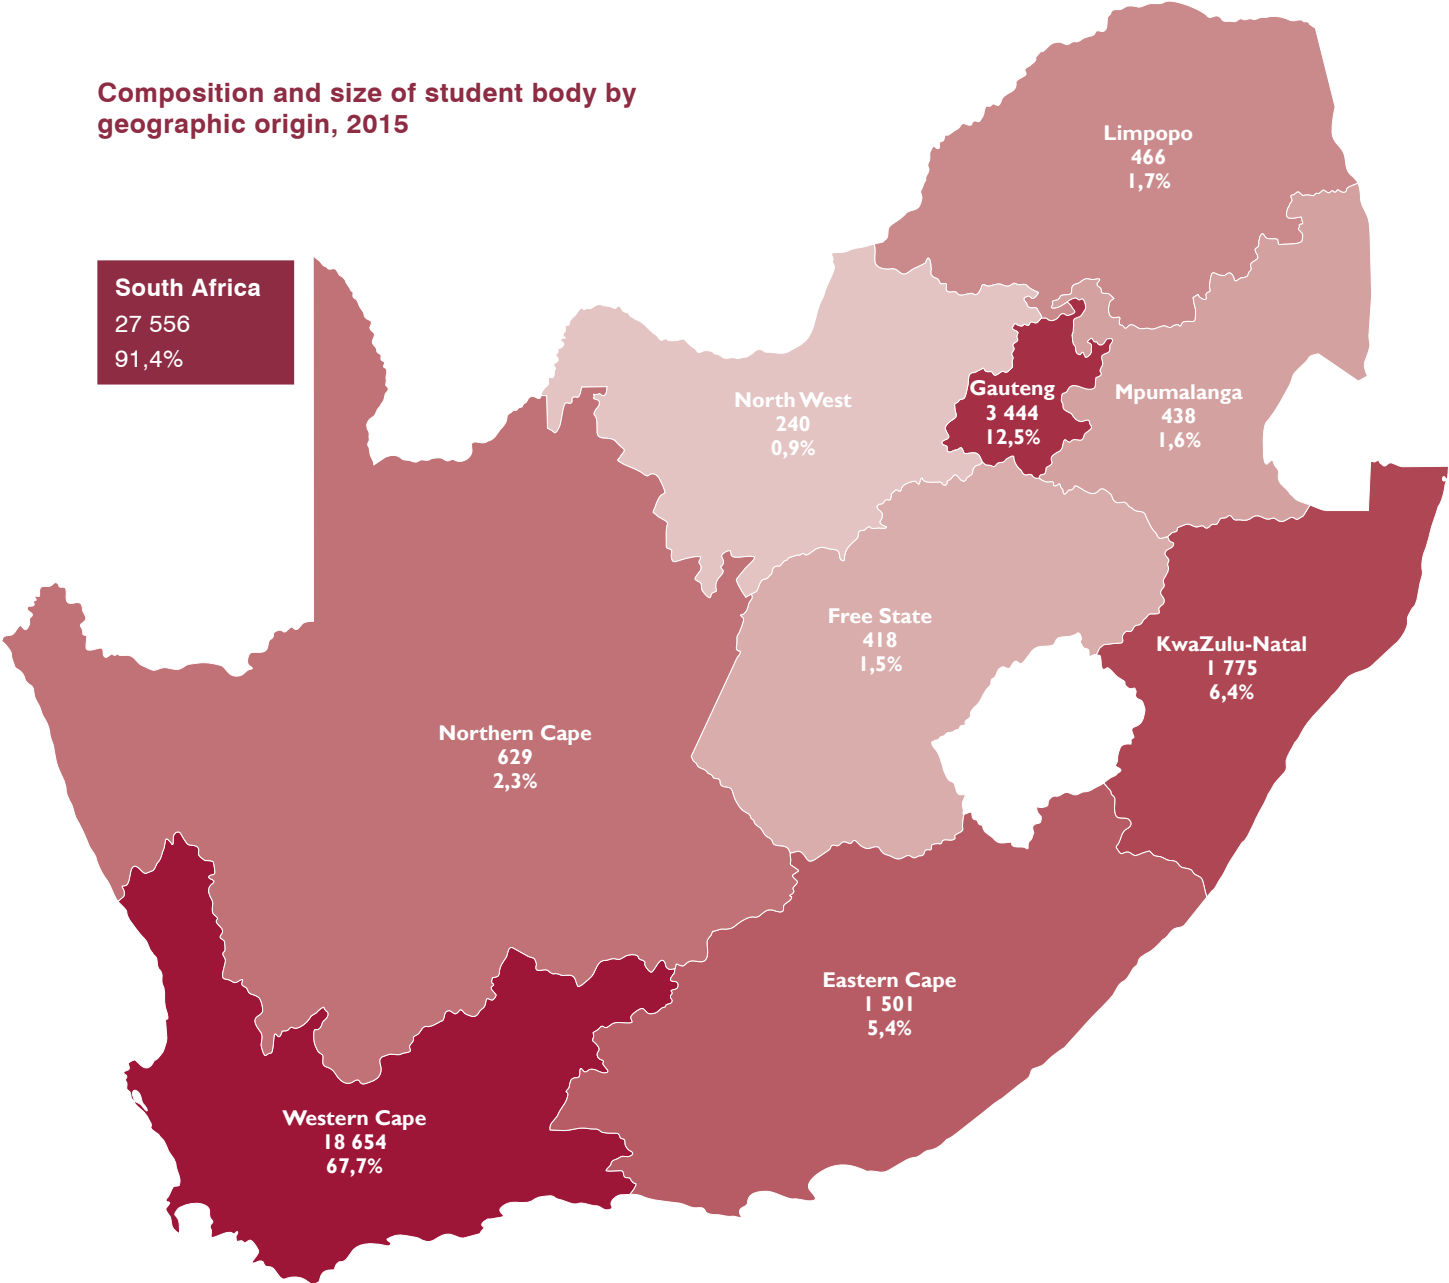 Composition and size of student body by
geographic origin, 2015
South Africa
27 556
91,4%
Limpopo
466
1,7%
North West
240
0,9%
Gauteng
3 444
12,5%
Mpumalanga
438
1,6%
Free State
418
1,5%
KwaZulu-Natal
1 775
6,4%
Northern Cape
629
2,3%
Eastern Cape
1 501
5,4%
Western Cape
18 654
67,7%